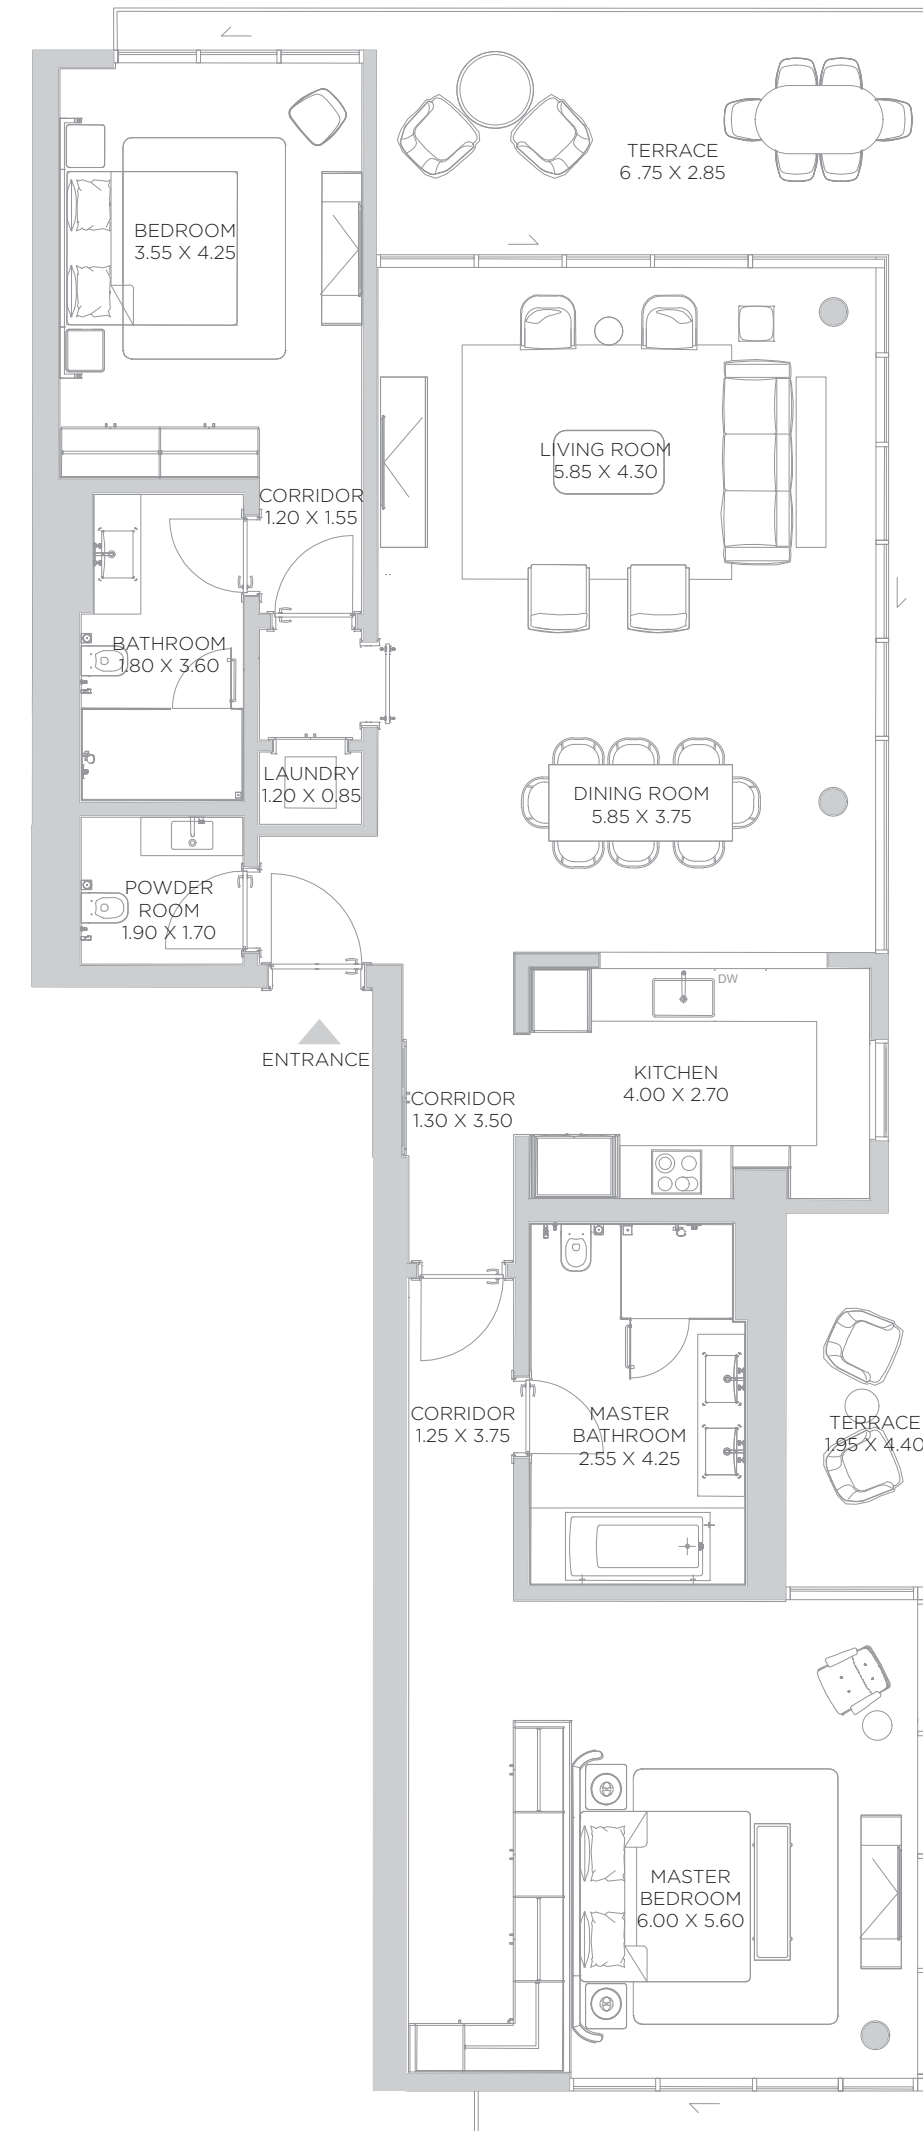 TERRACE
6 .75 X 2.85
BEDROOM
3.55 X 4.25
LIVING ROOM
5.85 X 4.30
CORRIDOR
1.20 X 1.55
BATHROOM
1.80 X 3.60
LAUNDRY
1.20 X 0.85
DINING ROOM
5.85 X 3.75
POWDER
ROOM
1.90 X 1.70
DW
ENTRANCE
KITCHEN
4.00 X 2.70
CORRIDOR
1.30 X 3.50
CORRIDOR
1.25 X 3.75
MASTER
BATHROOM
2.55 X 4.25
TERRACE
1.95 X 4.40
MASTER
BEDROOM
6.00 X 5.60